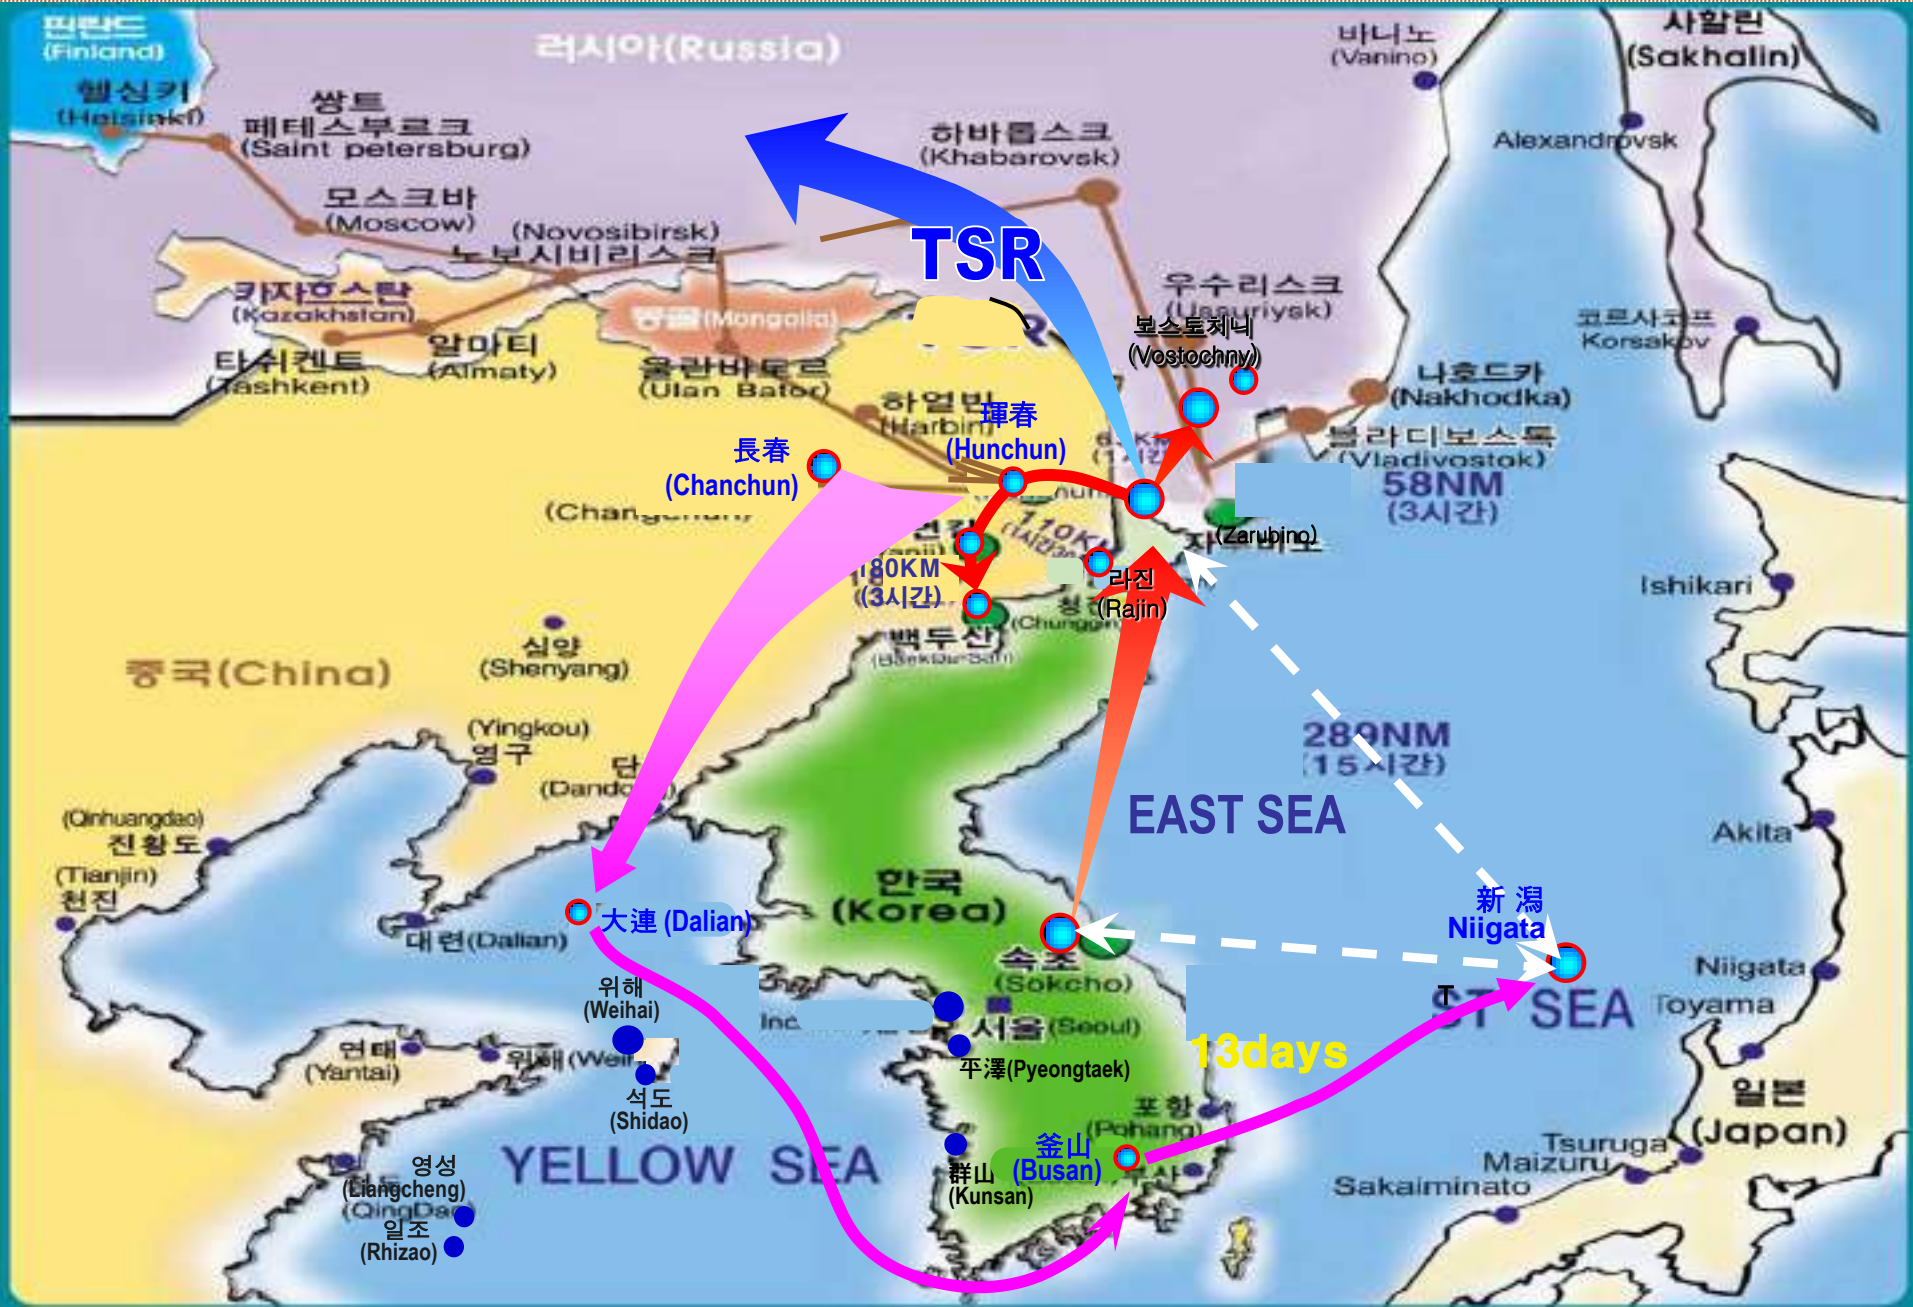 핀란드
(Finland)
러시아(Russia)
바니노
(Vanino)
사할린
(Sakhalin)
헬싱키
(Helsinki)
쌍트
페테스부르크
(Saint petersburg)
하바롭스크
(Khabarovsk)
Alexandrovsk
모스크바
(Moscow)
(Novosibirsk)
노보시비리스크
TSR
카자흐스탄
(Kazakhstan)
몽골(Mongolia)
우수리스크
(Ussuriysk)
보스토치니
(Vostochny)
코르사코프
Korsakov
타쉬켄트
(Tashkent)
알마티
(Almaty)
울란바토르
(Ulan Bator)
하얼빈
(Harbin)
나호드카
(Nakhodka)
琿春
(Hunchun)
長春
(Chanchun)
블라디보스톡
(Vladivostok)
58NM
(3시간)
110KM
(Zarubino)
180KM
(3시간)
라진
(Rajin)
Ishikari
백두산
심양
(Shenyang)
중국(China)
(Yingkou)
영구
289NM
(15시간)
EAST SEA
(Qinhuangdao)
진황도
(Tianjin)
천진
Akita
한국
(Korea)
大連 (Dalian)
대련(Dalian)
新 潟
Niigata
속초
(Sokcho)
Niigata
Toyama
위해
(Weihai)
서울(Seoul)
T
ST SEA
13days
平澤(Pyeongtaek)
연태
(Yantai)
석도
(Shidao)
포항
(Pohang)
일본
(Japan)
YELLOW SEA
釜山
(Busan)
群山
(Kunsan)
Tsuruga
Maizuru
Sakaiminato
영성
(Liangcheng)
(QingDao)
일조
(Rhizao)